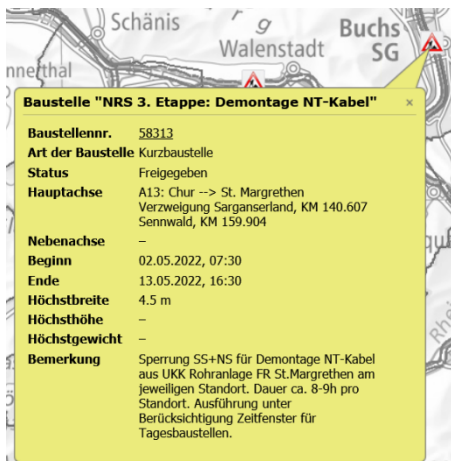 Schänis
Buchs
SG
Walenstadt
Baustelle "NRS 3. Etappe: Demontage NT-Kabel" ×
Baustellennr. 58313
Art der Baustelle Kurzbaustelle
Status Freigegeben
Hauptachse A13: Chur --> St. Margrethen
Verzweigung Sarganserland, KM 140.607
Sennwald, KM 159.904
Nebenachse –
Beginn 02.05.2022, 07:30
Ende 13.05.2022, 16:30
Höchstbreite 4.5 m
Höchsthöhe –
Höchstgewicht –
Bemerkung Sperrung SS+NS für Demontage NT-Kabel
aus UKK Rohranlage FR St.Margrethen am
jeweiligen Standort. Dauer ca. 8-9h pro
Standort. Ausführung unter
Berücksichtigung Zeitfenster für
Tagesbaustellen.